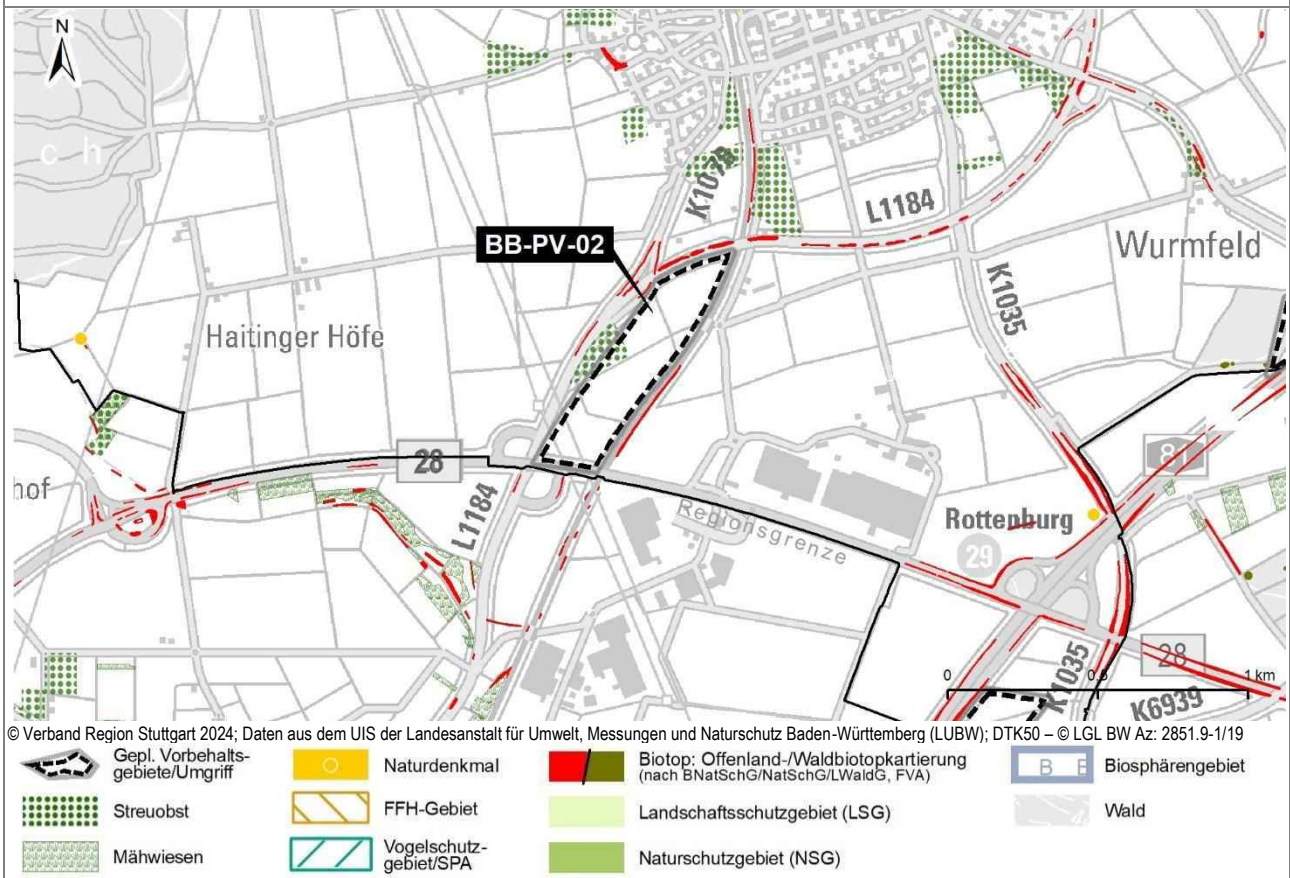 N
c h
K1078
L1184
BB-PV-02
Wurmfeld
Haitinger Höfe
K1035
28
8
hof
L1184
Regionsgrenze
Rottenburg
29
28
0
0.5
1 km
K1035
K6939
© Verband Region Stuttgart 2024; Daten aus dem UIS der Landesanstalt für Umwelt, Messungen und Naturschutz Baden-Württemberg (LUBW); DTK50 – © LGL BW Az: 2851.9-1/19
Gepl. Vorbehalts-
gebiete/Umgriff
Streuobst
Mähwiesen
Naturdenkmal
FFH-Gebiet
Vogelschutz-
gebiet/SPA
Biotop: Offenland-/Waldbiotopkartierung
(nach BNatSchG/NatSchG/LWaldG, FVA)
Landschaftsschutzgebiet (LSG)
Naturschutzgebiet (NSG)
B B
Biosphärengebiet
Wald